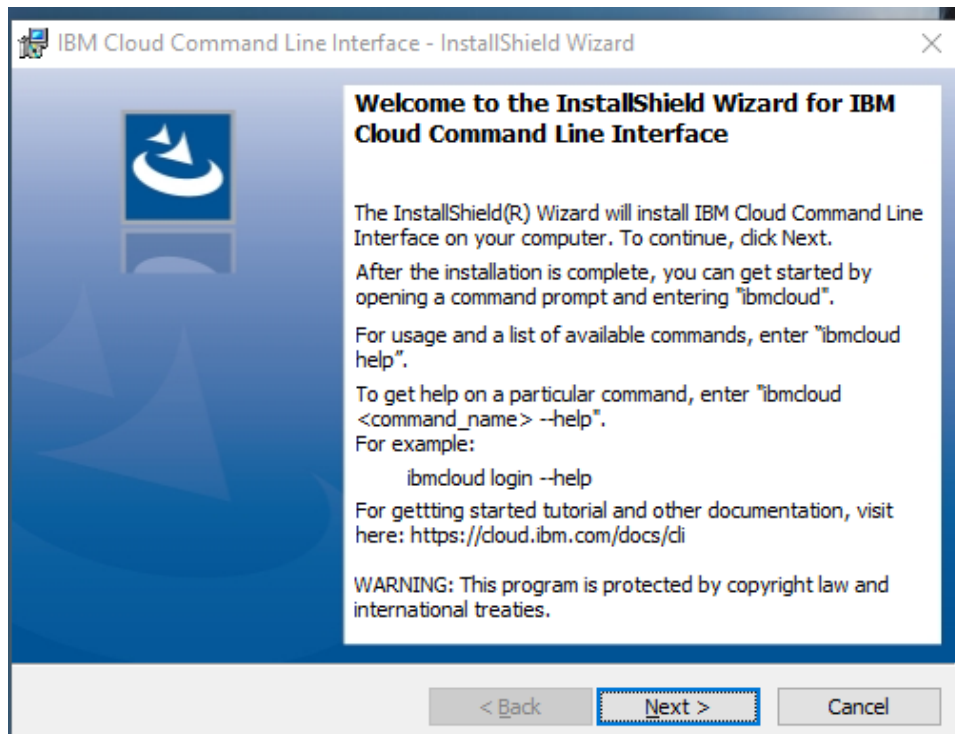 IBM Cloud Command Line Interface - InstallShield Wizard
Welcome to the InstallShield Wizard for IBM
Cloud Command Line Interface
The InstallShield(R) Wizard will install IBM Cloud Command Line
Interface on your computer. To continue, click Next.
After the installation is complete, you can get started by
opening a command prompt and entering "ibmcloud".
For usage and a list of available commands, enter “ibmcloud
help”.
To get help on a particular command, enter "ibmcloud
<command_name> --help".
For example:
ibmcloud login --help
For gettting started tutorial and other documentation, visit
here: https://cloud.ibm.com/docs/cli
WARNING: This program is protected by copyright law and
international treaties.
< Back
Next >
Cancel